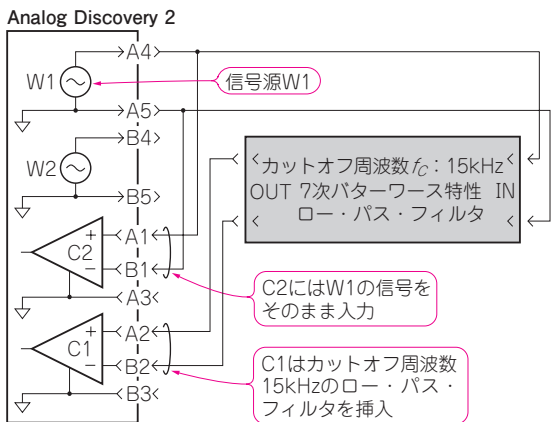 Analog Discovery 2
A4
W1
信号源W1
A5
B4
W2
B5
カットオフ周波数fC：15kHz
OUT 7次バターワース特性 IN
ロー・パス・フィルタ
+
A1
C2
−
B1
A3
C2にはW1の信号を
そのまま入力
+
A2
C1
−
B2
B3
C1はカットオフ周波数
15kHzのロー・パス・
フィルタを挿入